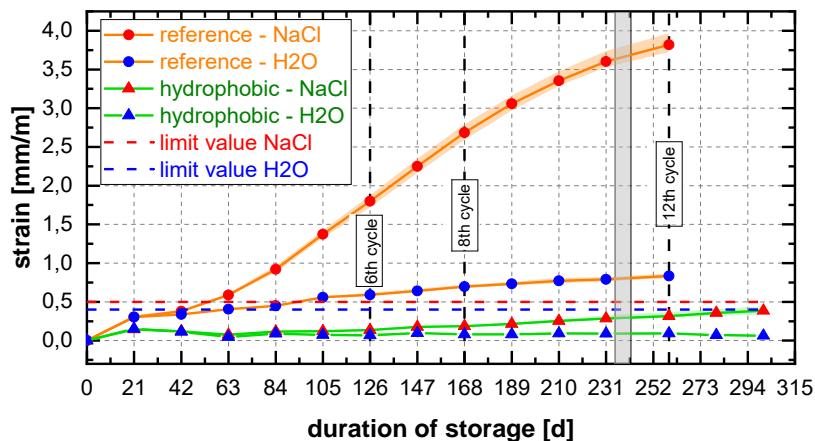 4,0
3,5
3,0
2,5
2,0
1,5
1,0
0,5
0,0
strain [mm/m]
reference - NaCl
reference - H2O
hydrophobic - NaCl
hydrophobic - H2O
limit value NaCl
limit value H2O
6th cycle
8th cycle
12th cycle
0 21 42 63 84 105 126 147 168 189 210 231 252 273 294 315
duration of storage [d]